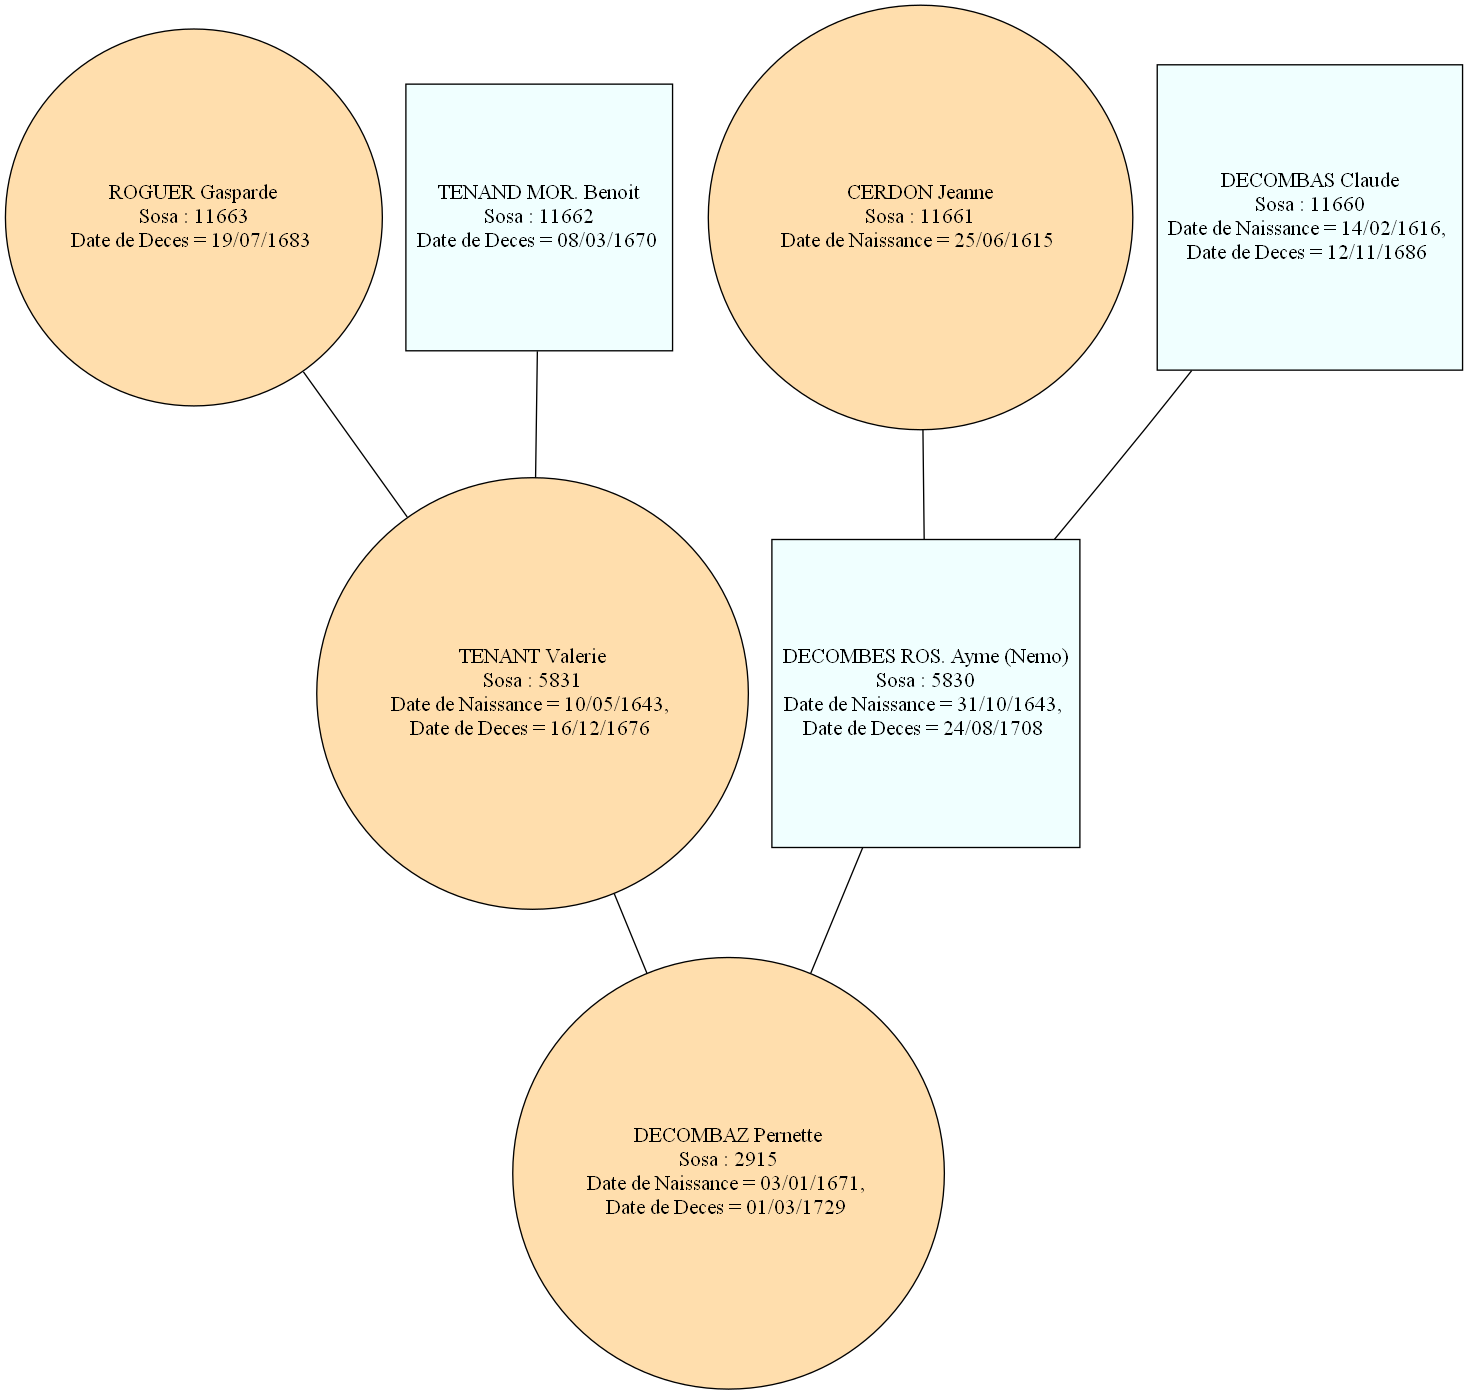 ROGUER Gasparde
Sosa : 11663
Date de Deces = 19/07/1683
TENAND MOR. Benoit
Sosa : 11662
Date de Deces = 08/03/1670
CERDON Jeanne
Sosa : 11661
Date de Naissance = 25/06/1615
DECOMBAS Claude
Sosa : 11660
Date de Naissance = 14/02/1616,
Date de Deces = 12/11/1686
TENANT Valerie
Sosa : 5831
Date de Naissance = 10/05/1643,
Date de Deces = 16/12/1676
DECOMBES ROS. Ayme (Nemo)
Sosa : 5830
Date de Naissance = 31/10/1643,
Date de Deces = 24/08/1708
DECOMBAZ Pernette
Sosa : 2915
Date de Naissance = 03/01/1671,
Date de Deces = 01/03/1729